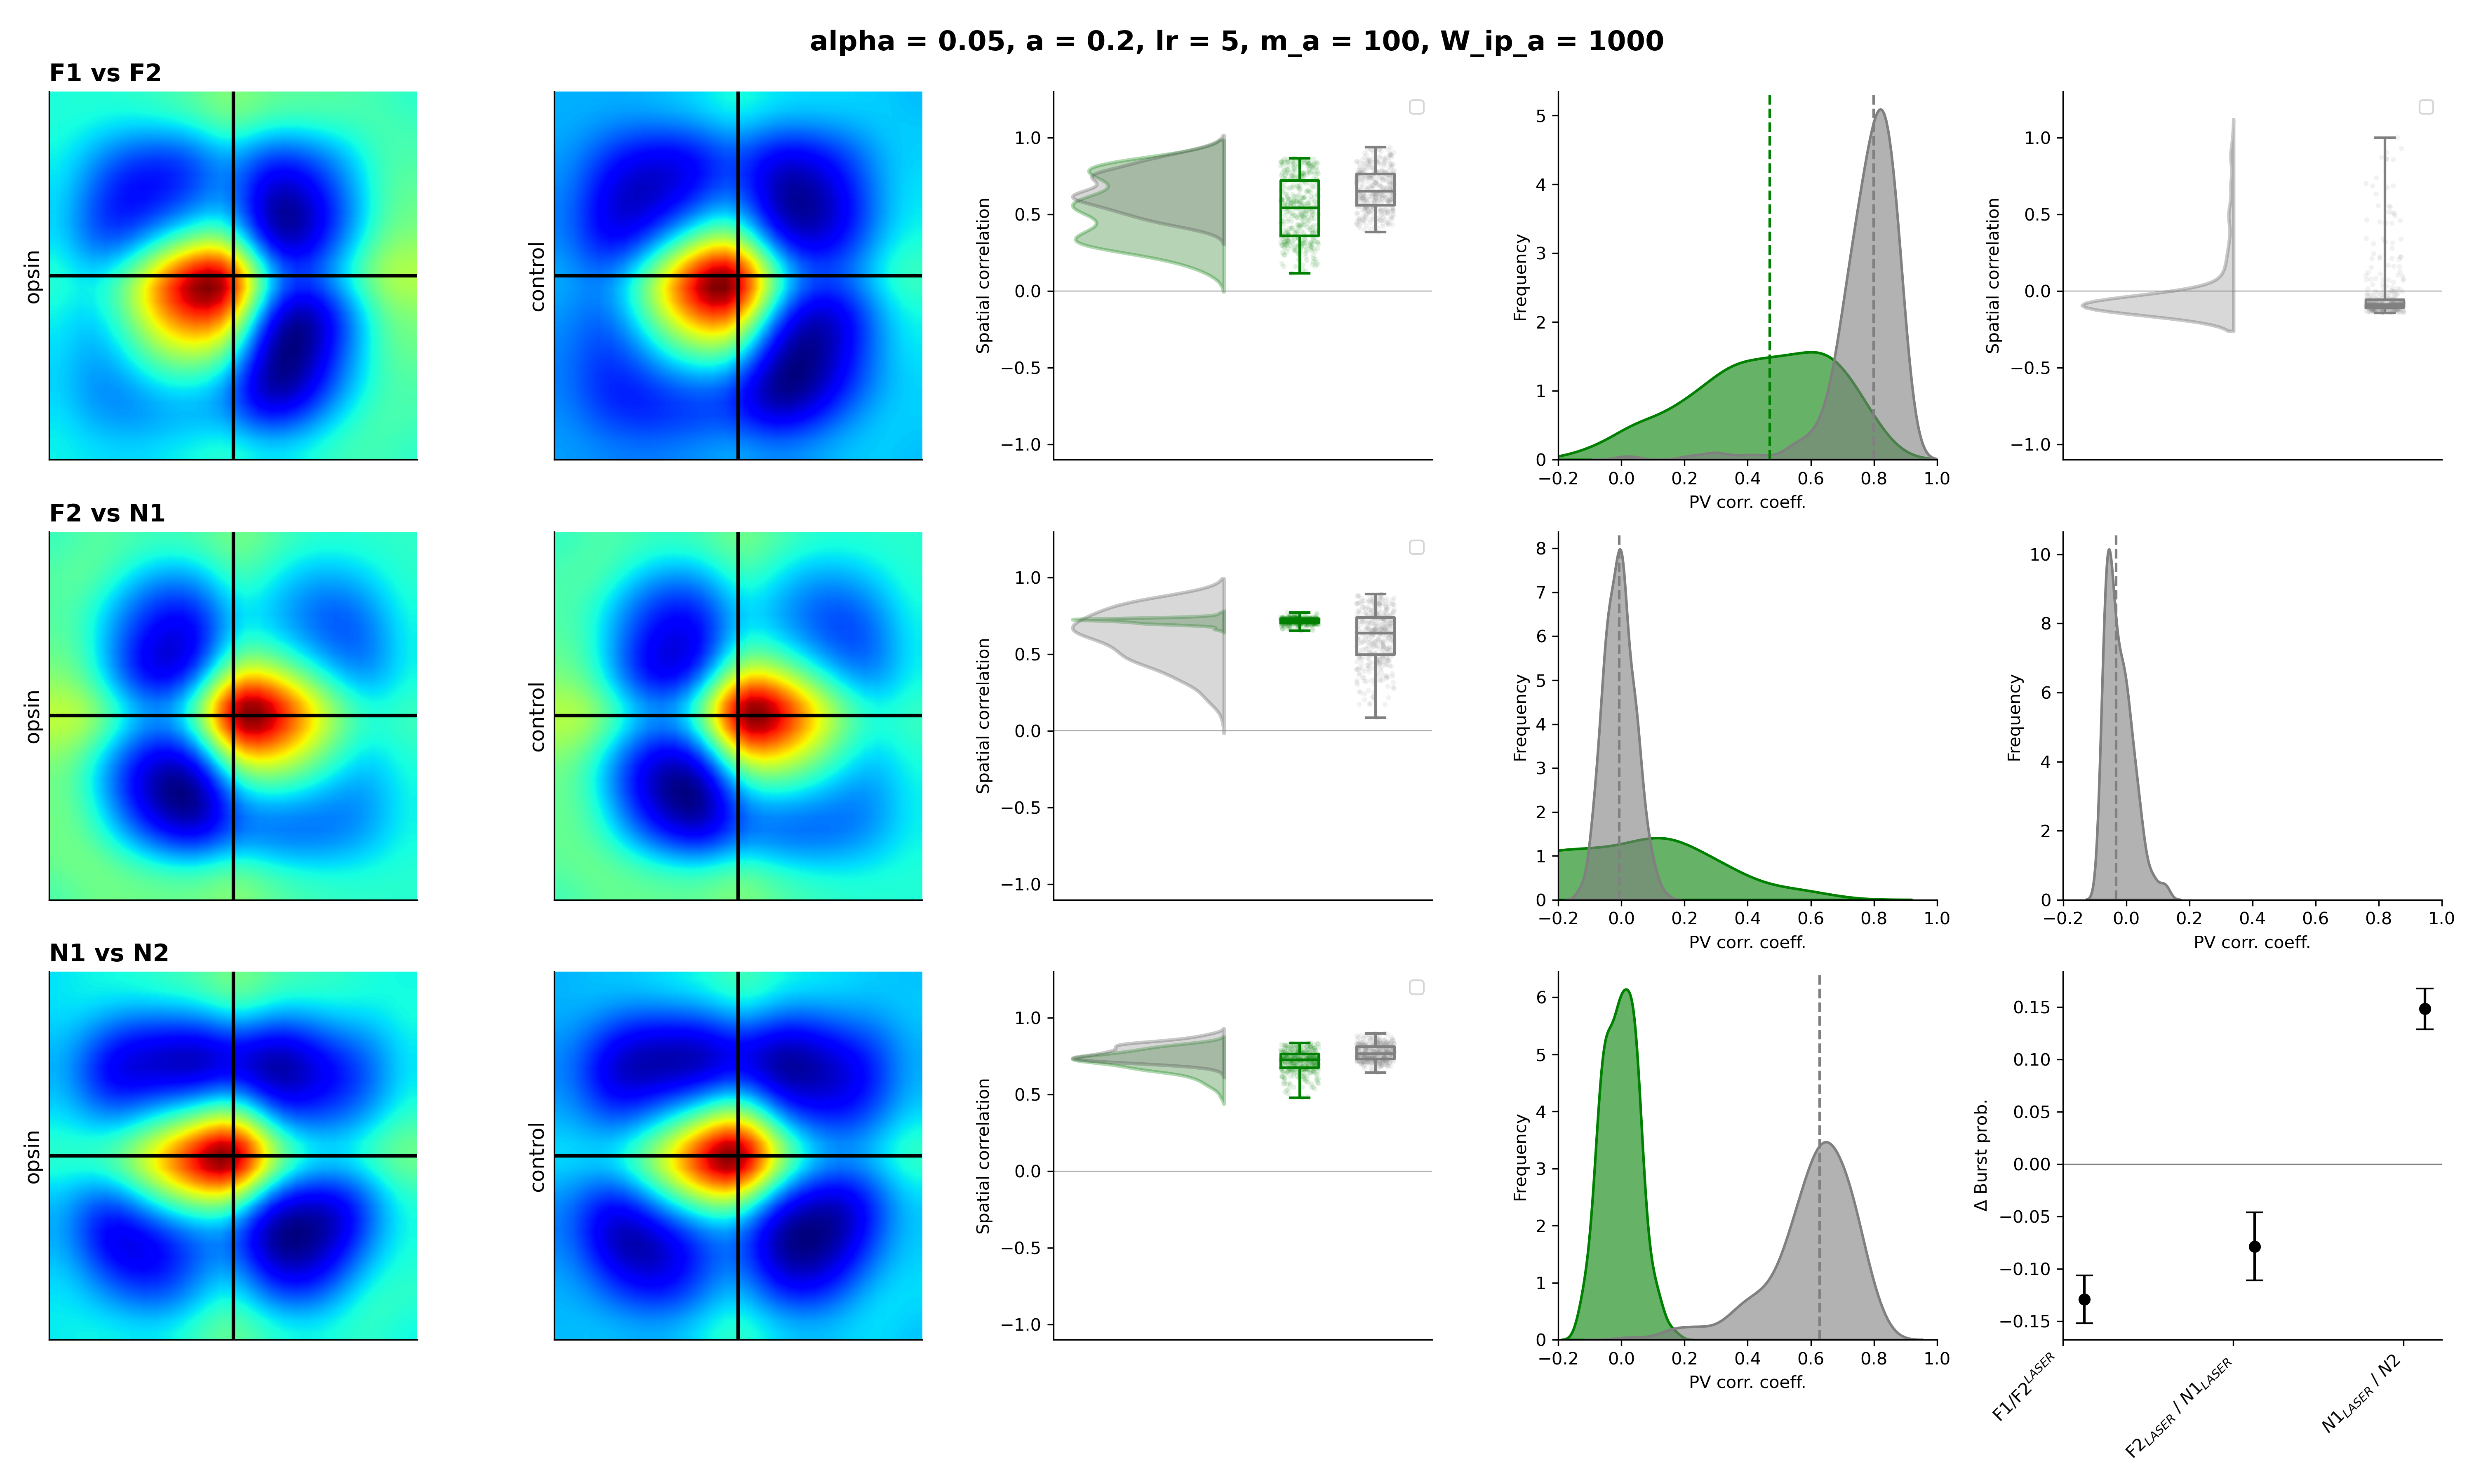 alpha = 0.05, a = 0.2, lr = 5, m_a = 100, W_ip_a = 1000
F1 vs F2
opsin
control
Spatial correlation
1.0
0.5
0.0
−0.5
−1.0
Frequency
5
4
3
2
1
0
−0.2 0.0 0.2 0.4 0.6 0.8 1.0
PV corr. coeff.
Spatial correlation
1.0
0.5
0.0
−0.5
−1.0
F2 vs N1
opsin
control
Spatial correlation
1.0
0.5
0.0
−0.5
−1.0
Frequency
8
7
6
5
4
3
2
1
0
−0.2 0.0 0.2 0.4 0.6 0.8 1.0
PV corr. coeff.
Frequency
10
8
6
4
2
0
−0.2 0.0 0.2 0.4 0.6 0.8 1.0
PV corr. coeff.
N1 vs N2
opsin
control
Spatial correlation
1.0
0.5
0.0
−0.5
−1.0
Frequency
6
5
4
3
2
1
0
−0.2 0.0 0.2 0.4 0.6 0.8 1.0
PV corr. coeff.
Δ Burst prob.
0.15
0.10
0.05
0.00
−0.05
−0.10
−0.15
F1/F2LASER
F2LASER / N1LASER
N1LASER / N2